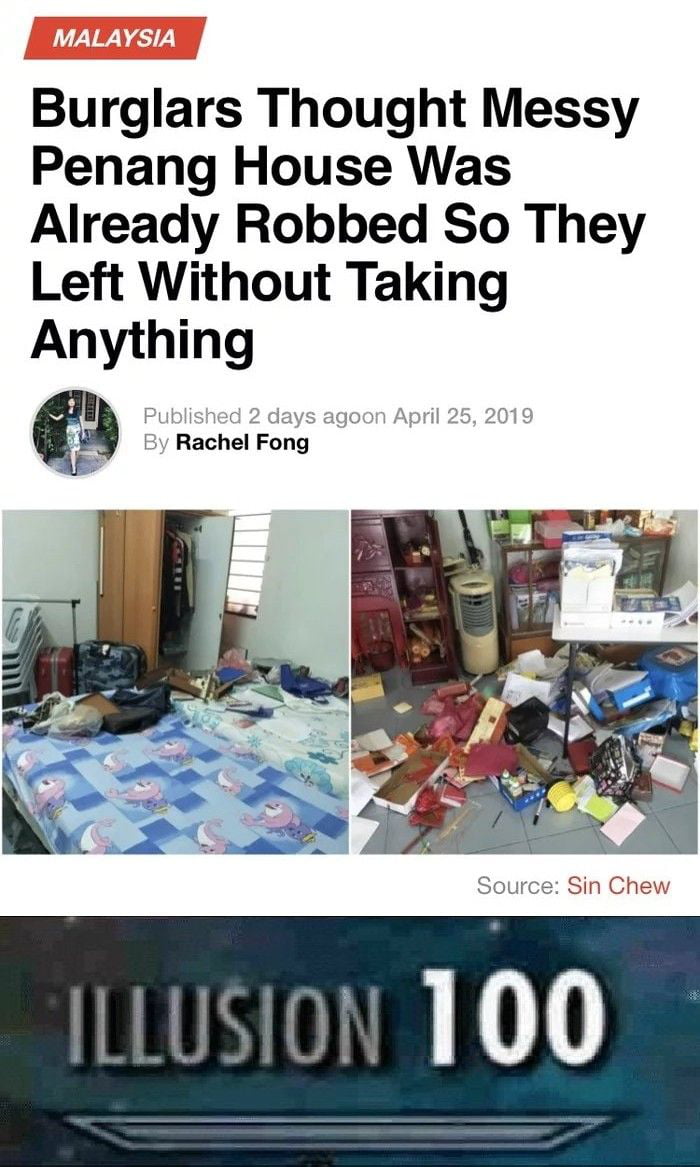 MALAYSIA
Burglars Thought Messy
Penang House Was
Already Robbed So They
Left Without Taking
Anything
Published 2 days agoon April 25, 2019
By Rachel Fong
Source: Sin Chew
ILLUSION 100